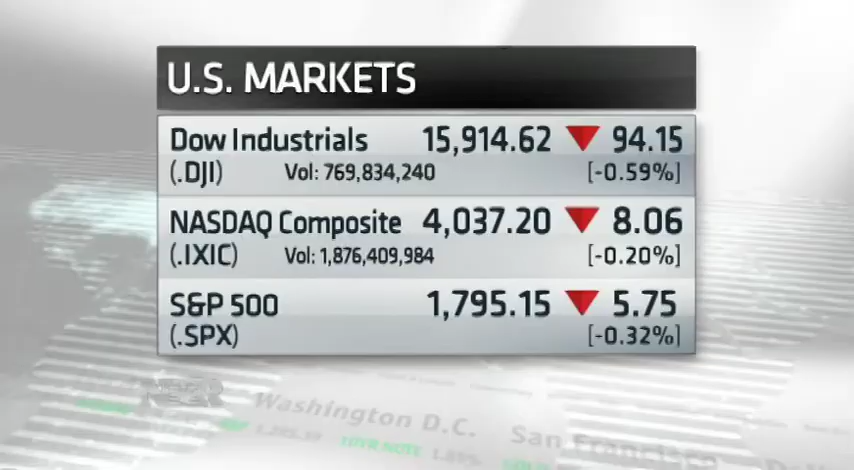 U.S. MARKETS
Dow Industrials 15,914.62 ▼ 94.15
(.DJI) Vol: 769,834,240 [-0.59%]
NASDAQ Composite 4,037.20 ▼ 8.06
(.IXIC) Vol: 1,876,409,984 [-0.20%]
S&P 500 1,795.15 ▼ 5.75
(.SPX) [-0.32%]
Washington D.C.
San Francisco